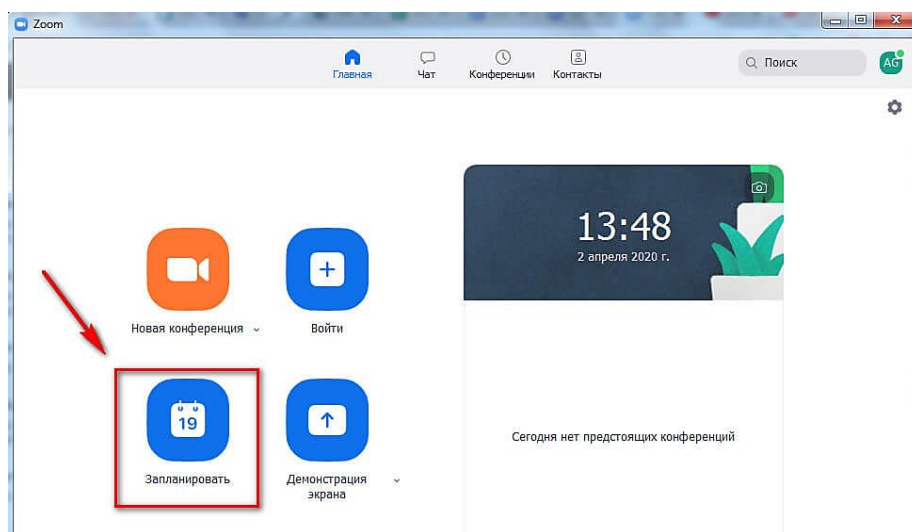 Zoom
Главная
Чат
Конференции
Контакты
Поиск
AG
13:48
2 апреля 2020 г.
Новая конференция
Войти
19
Запланировать
Демонстрация
экрана
Сегодня нет предстоящих конференций